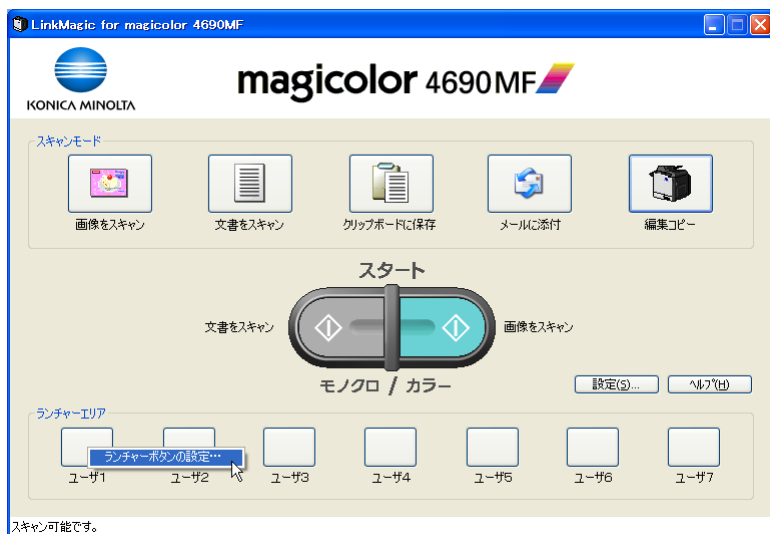 LinkMagic for magicolor 4690MF
KONICA MINOLTA
magicolor 4690MF
スキャンモード
画像をスキャン
文書をスキャン
クリップボードに保存
メールに添付
編集コピー
スタート
文書をスキャン
画像をスキャン
モノクロ / カラー
設定(S)...
ヘルプ(H)
ランチャーエリア
ランチャーボタンの設定…
ユーザ1
ユーザ2
ユーザ3
ユーザ4
ユーザ5
ユーザ6
ユーザ7
スキャン可能です。